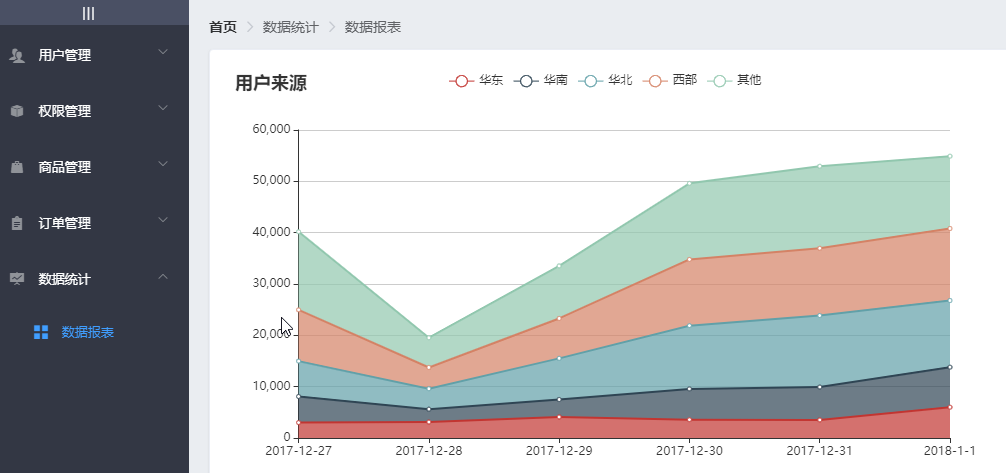 |||
用户管理
权限管理
商品管理
订单管理
数据统计
数据报表
首页 > 数据统计 > 数据报表
用户来源
华东 华南 华北 西部 其他
60,000
50,000
40,000
30,000
20,000
10,000
0
2017-12-27 2017-12-28 2017-12-29 2017-12-30 2017-12-31 2018-1-1